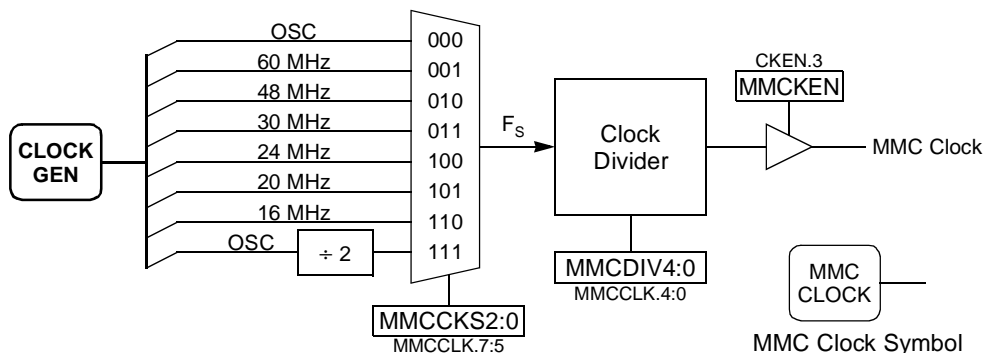 OSC
000
60 MHz
001
48 MHz
010
30 MHz
011
24 MHz
100
20 MHz
101
16 MHz
110
OSC
÷ 2
111
CLOCK
GEN
MMCCKS2:0
MMCCLK.7:5
FS
Clock
Divider
MMCDIV4:0
MMCCLK.4:0
CKEN.3
MMCKEN
MMC Clock
MMC
CLOCK
MMC Clock Symbol